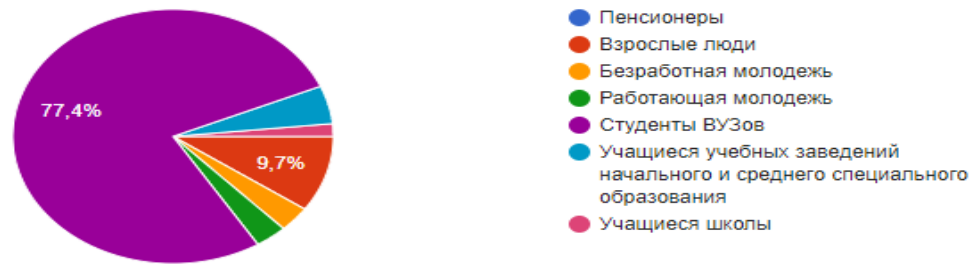 77,4%
9,7%
Пенсионеры
Взрослые люди
Безработная молодежь
Работающая молодежь
Студенты ВУЗов
Учащиеся учебных заведений
начального и среднего специального
образования
Учащиеся школы